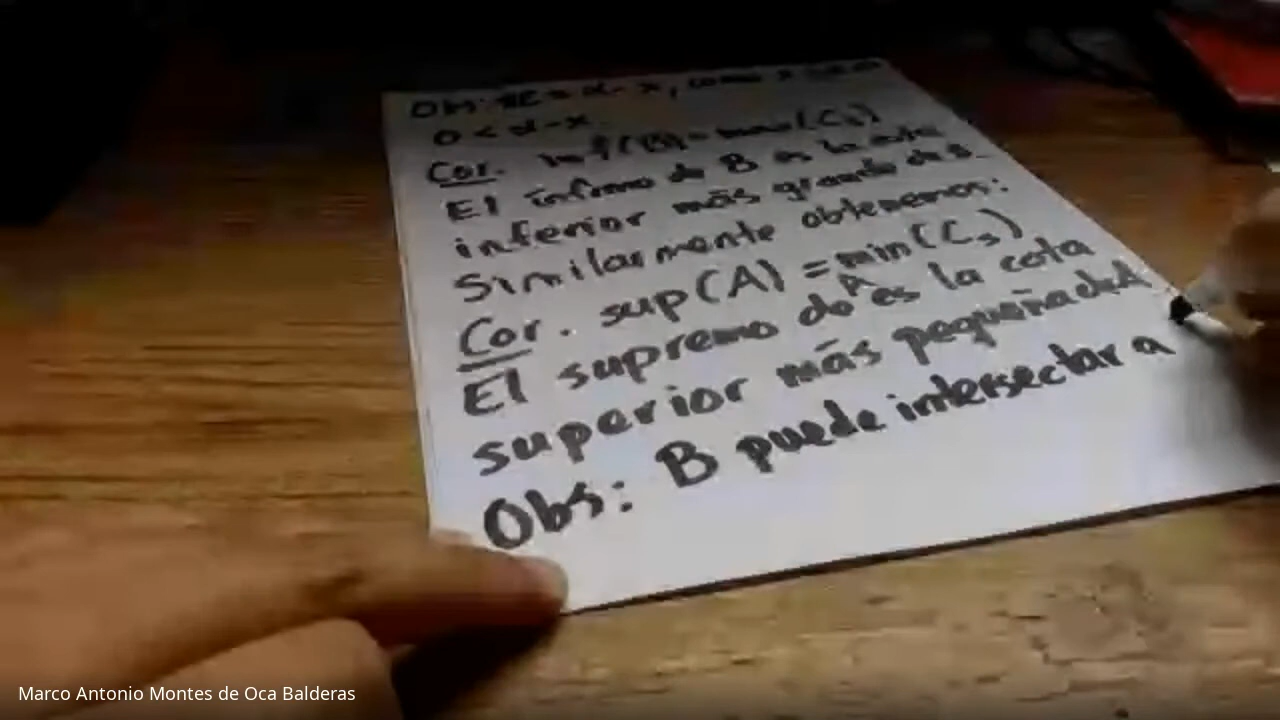 Obs: = α - x, como x
0 < α - x.
Cor. Inf(B) = max(C)
El ínfimo de B es la cota
inferior más grande de B.
Similarmente obtenemos:
Cor. sup(A) = min(Cs)
El supremo de A es la cota
superior más pequeña de A
Obs: B puede intersectar a
Marco Antonio Montes de Oca Balderas